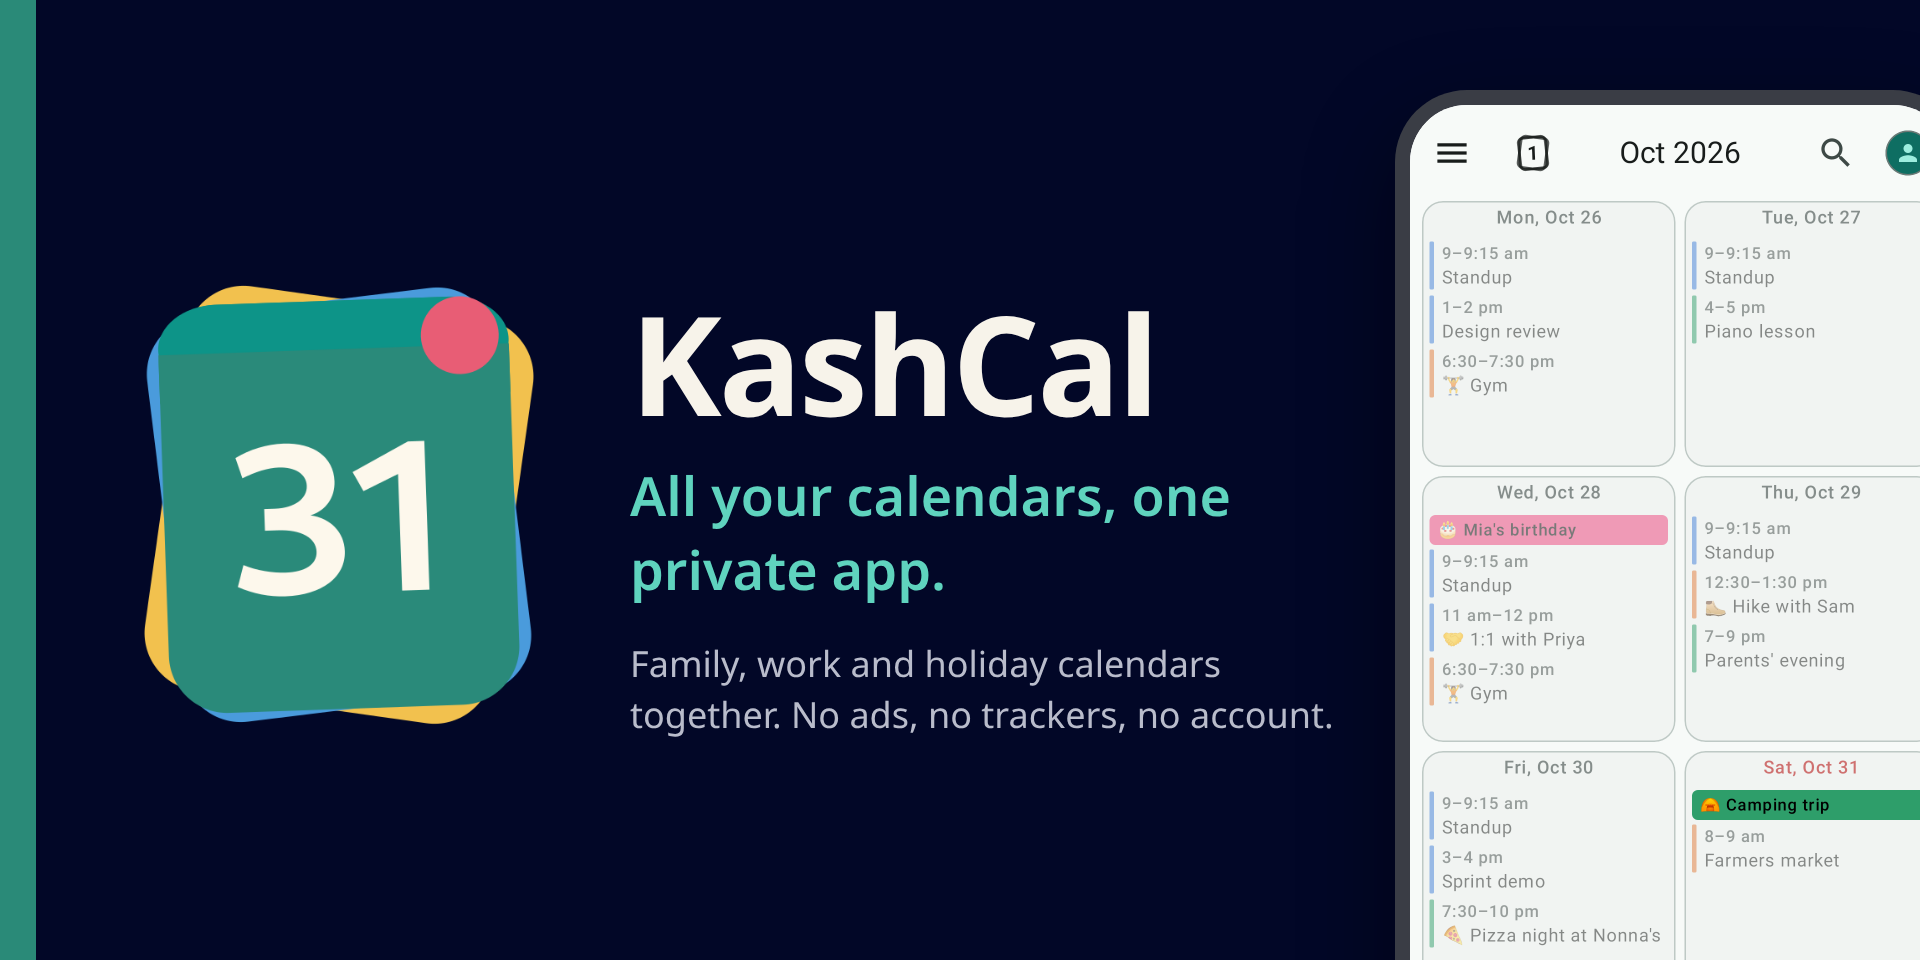 31
KashCal
All your calendars, one
private app.
Family, work and holiday calendars
together. No ads, no trackers, no account.
1
Oct 2026
Mon, Oct 26
9–9:15 am
Standup
1–2 pm
Design review
6:30–7:30 pm
🏋 Gym
Tue, Oct 27
9–9:15 am
Standup
4–5 pm
Piano lesson
Wed, Oct 28
🎂 Mia's birthday
9–9:15 am
Standup
11 am–12 pm
🤝 1:1 with Priya
6:30–7:30 pm
🏋 Gym
Thu, Oct 29
9–9:15 am
Standup
12:30–1:30 pm
🥾 Hike with Sam
7–9 pm
Parents' evening
Fri, Oct 30
9–9:15 am
Standup
3–4 pm
Sprint demo
7:30–10 pm
🍕 Pizza night at Nonna's
Sat, Oct 31
Camping trip
8–9 am
Farmers market